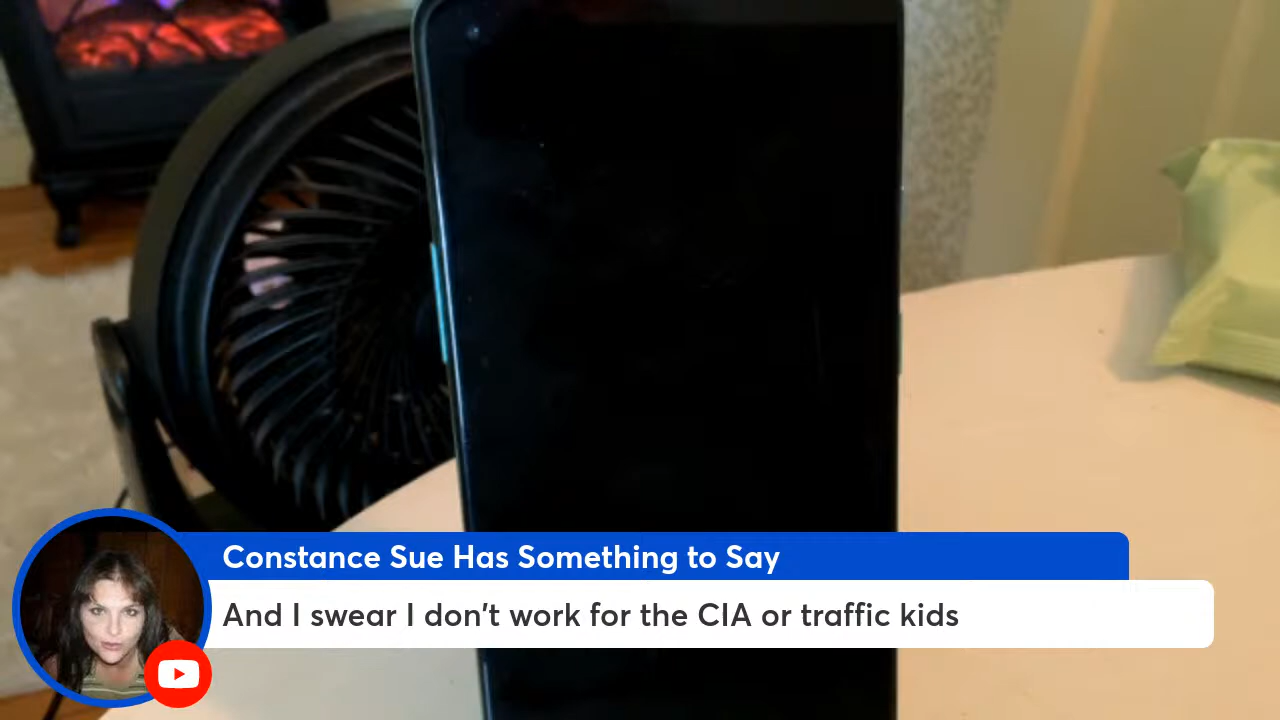 Constance Sue Has Something to Say
And I swear I don't work for the CIA or traffic kids